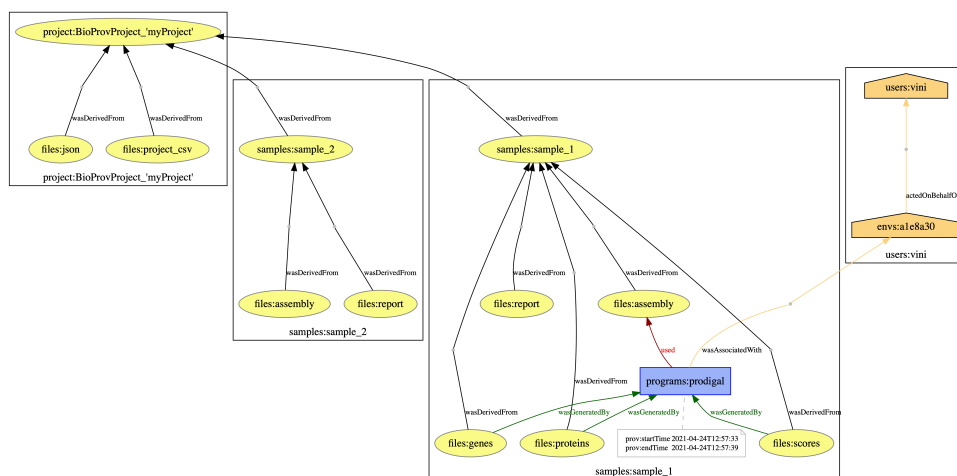 project:BioProvProject_'myProject'
users:vini
wasDerivedFrom
wasDerivedFrom
wasDerivedFrom
wasDerivedFrom
files:json
files:project_csv
samples:sample_2
samples:sample_1
project:BioProvProject_'myProject'
actedOnBehalfO
envs:a1e8a30
users:vini
wasDerivedFrom
wasDerivedFrom
wasDerivedFrom
wasDerivedFrom
files:assembly
files:report
files:report
files:assembly
samples:sample_2
used
wasAssociatedWith
wasDerivedFrom
programs:prodigal
wasDerivedFrom
wasGeneratedBy
wasGeneratedBy
wasGeneratedBy
wasDerivedFrom
files:genes
files:proteins
prov:startTime 2021-04-24T12:57:33
prov:endTime 2021-04-24T12:57:39
files:scores
samples:sample_1